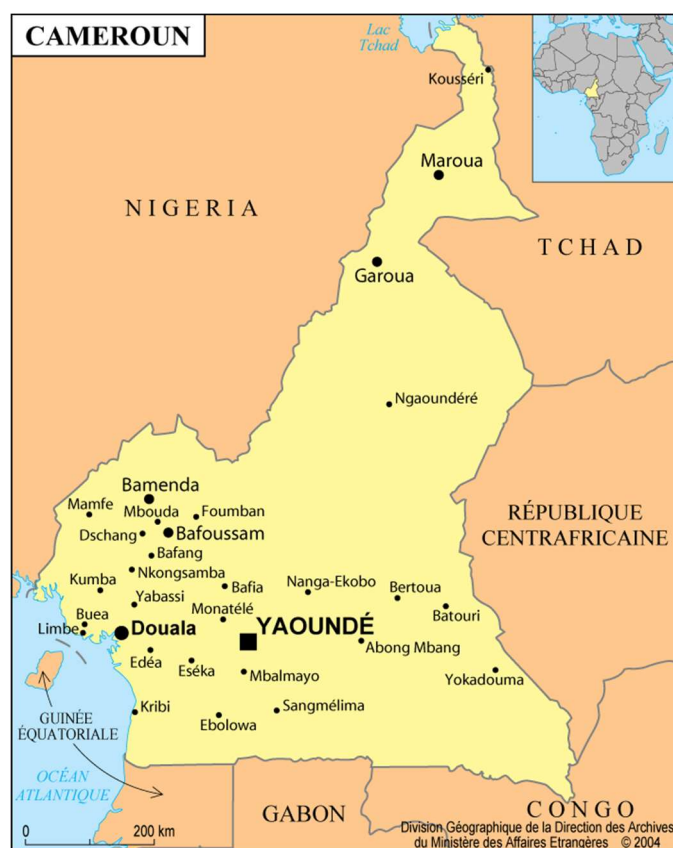 CAMEROUN
Lac
Tchad
Kousséri
Maroua
NIGERIA
TCHAD
Garoua
Ngaoundéré
Bamenda
Mamfe
Mbouda
Foumban
Dschang
Bafoussam
RÉPUBLIQUE
CENTRAFRICAINE
Bafang
Nkongsamba
Kumba
Bafia
Nanga-Ekobo
Bertoua
Yabassi
Batouri
Monatélé
Buea
Limbe
Douala
YAOUNDÉ
Abong Mbang
Edéa
Eséka
Mbalmayo
Yokadouma
Kribi
Sangmélima
Ebolowa
GUINÉE
ÉQUATORIALE
OCÉAN
ATLANTIQUE
GABON
CONGO
0 200 km
Division Géographique de la Direction des Archives
du Ministère des Affaires Etrangères © 2004